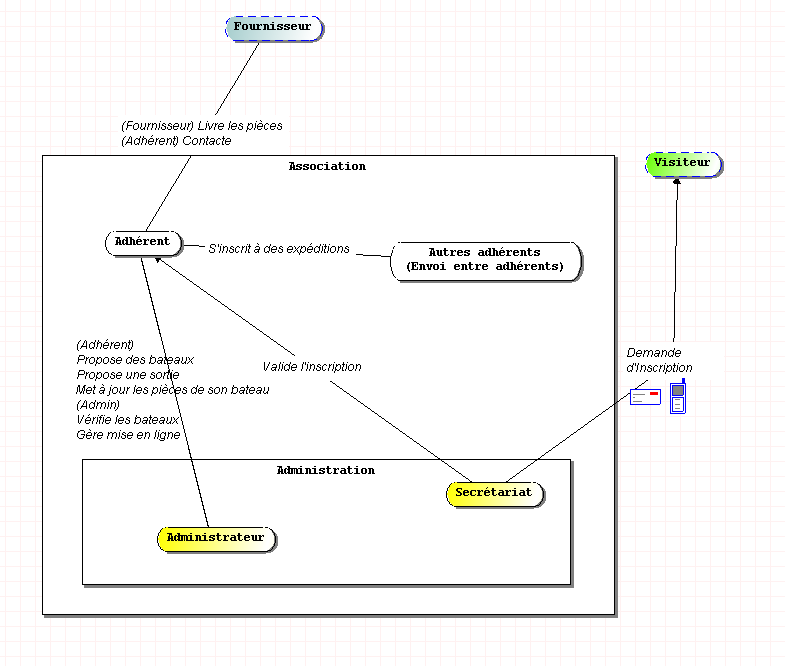 Fournisseur
(Fournisseur) Livre les pièces
(Adhérent) Contacte
Association
Visiteur
Adhérent
S'inscrit à des expéditions
Autres adhérents
(Envoi entre adhérents)
(Adhérent)
Propose des bateaux
Propose une sortie
Met à jour les pièces de son bateau
(Admin)
Vérifie les bateaux
Gère mise en ligne
Valide l'inscription
Demande
d'Inscription
Administration
Secrétariat
Administrateur